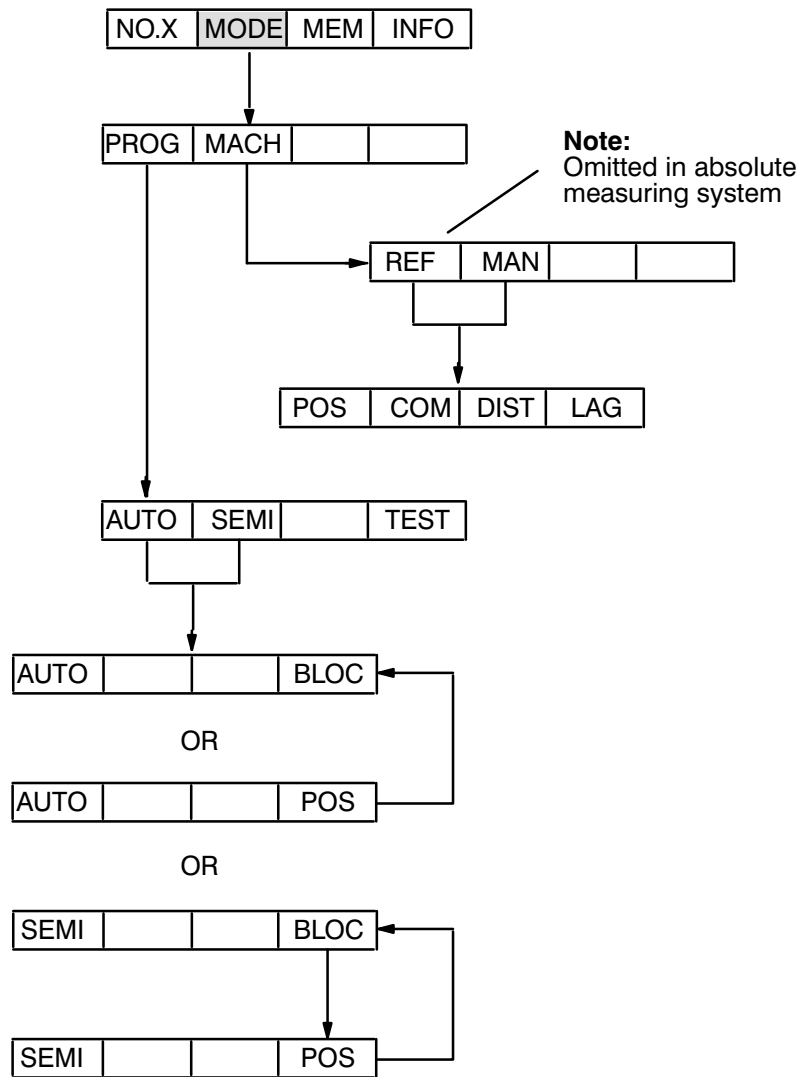 NO.X MODE MEM INFO
PROG MACH
Note:
Omitted in absolute
measuring system
REF MAN
POS COM DIST LAG
AUTO SEMI TEST
AUTO BLOC
OR
AUTO POS
OR
SEMI BLOC
SEMI POS